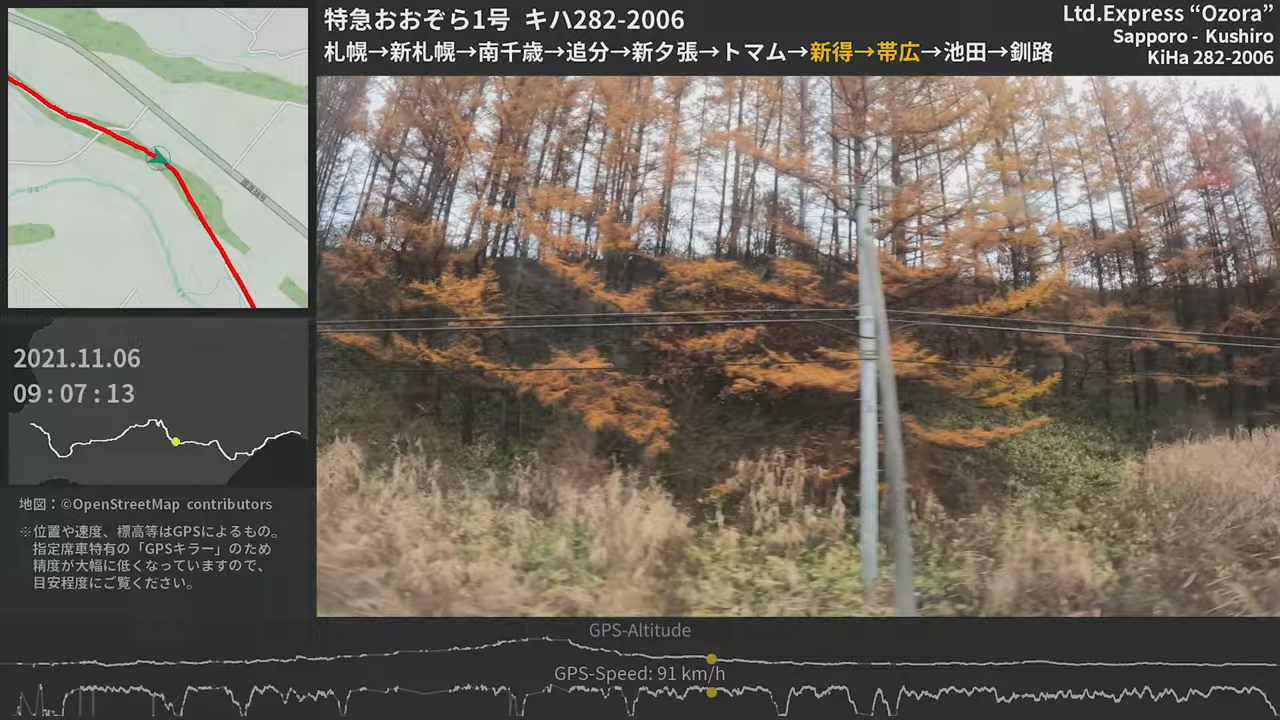 特急おおぞら1号 キハ282-2006
札幌→新札幌→南千歳→追分→新夕張→トマム→新得→帯広→池田→釧路
Ltd.Express “Ozora”
Sapporo - Kushiro
KiHa 282-2006
2021.11.06
09:07:13
地図：©OpenStreetMap contributors
※位置や速度、標高等はGPSによるもの。
指定席車特有の「GPSキラー」のため
精度が大幅に低くなっていますので、
目安程度にご覧ください。
GPS-Altitude
GPS-Speed: 91 km/h